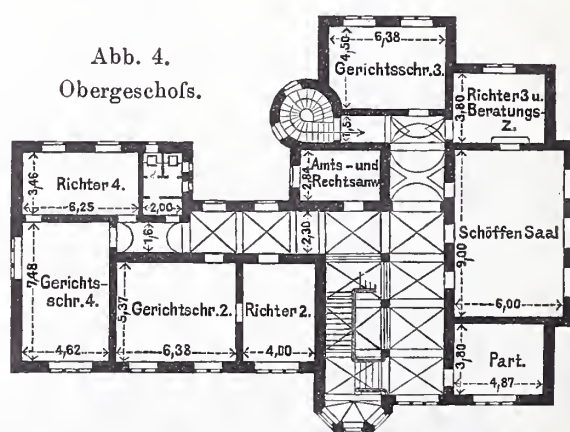 Abb. 4.
Obergeschoſs.
6,38
4,50
Gerichtsschr. 3.
Richter 3 u.
Beratungs-
Z.
3,80
1,5
Amts- und
Rechtsanw.
2,84
3,46
Richter 4.
6,25
2,00
1,6
2,30
Schöffen Saal
9,00
6,00
7,48
Gerichts-
schr. 4.
4,62
5,37
Gerichtschr. 2.
6,38
Richter 2.
4,00
Part.
3,80
4,87